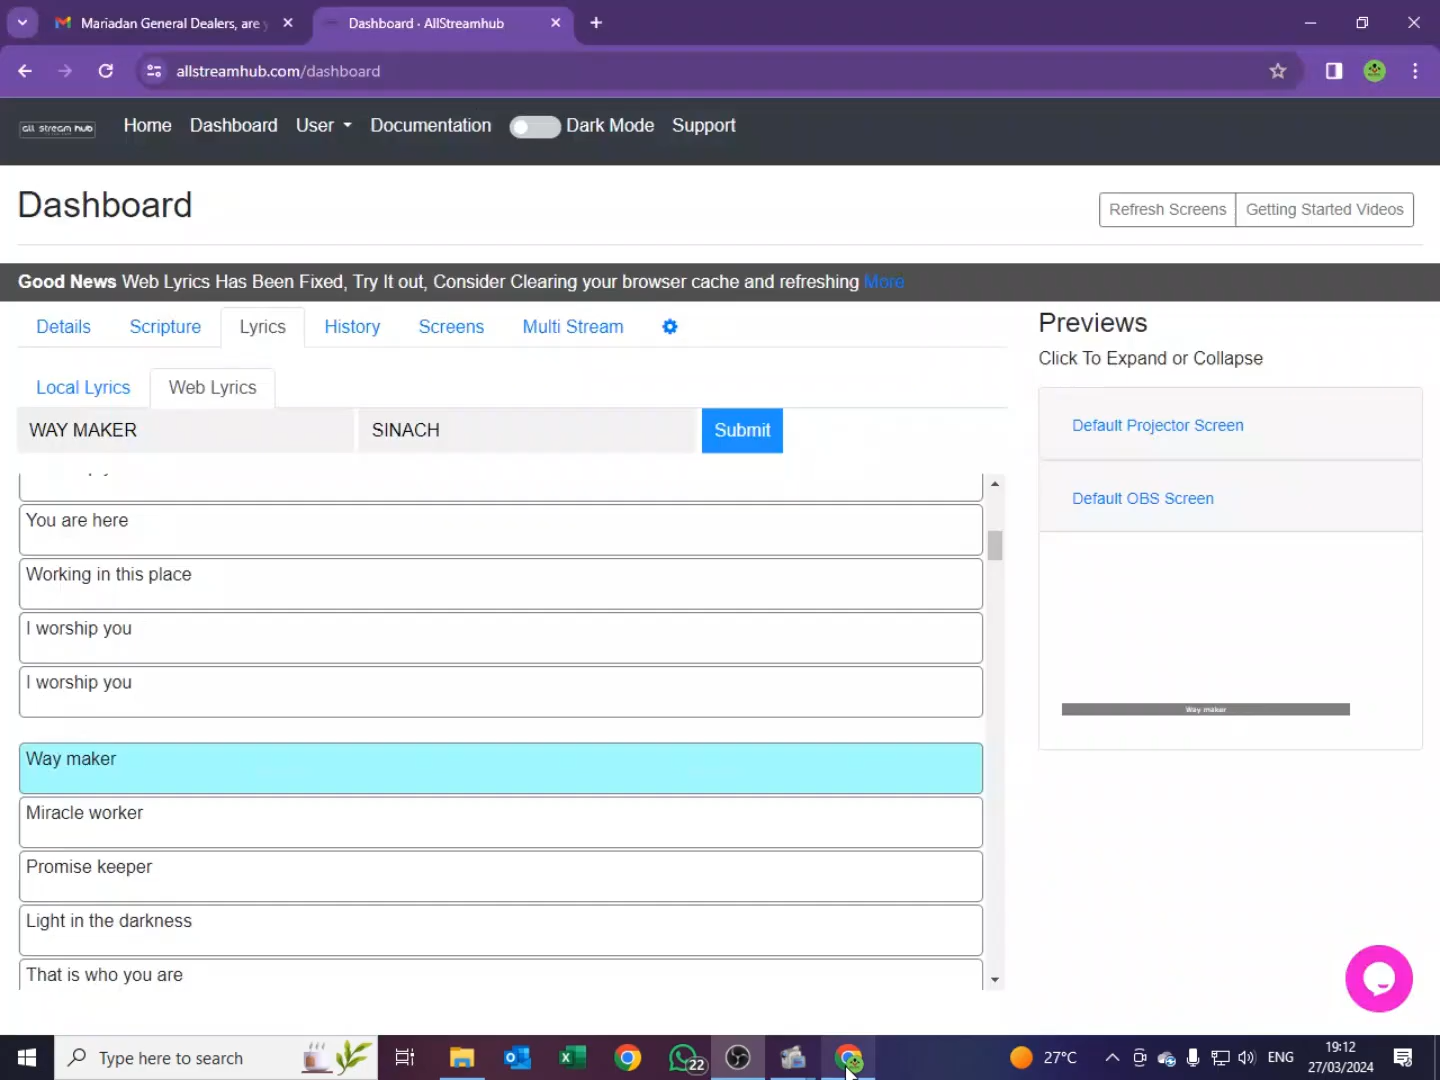 Mariadan General Dealers, are
Dashboard · AllStreamhub
allstreamhub.com/dashboard
all stream hub
Home
Dashboard
User
Documentation
Dark Mode
Support
Dashboard
Refresh Screens
Getting Started Videos
Good News Web Lyrics Has Been Fixed, Try It out, Consider Clearing your browser cache and refreshing More
Details
Scripture
Lyrics
History
Screens
Multi Stream
Previews
Click To Expand or Collapse
Local Lyrics
Web Lyrics
WAY MAKER
SINACH
Submit
Default Projector Screen
Default OBS Screen
You are here
Working in this place
I worship you
I worship you
Way maker
Way maker
Miracle worker
Promise keeper
Light in the darkness
That is who you are
Type here to search
22
27°C
ENG
19:12
27/03/2024